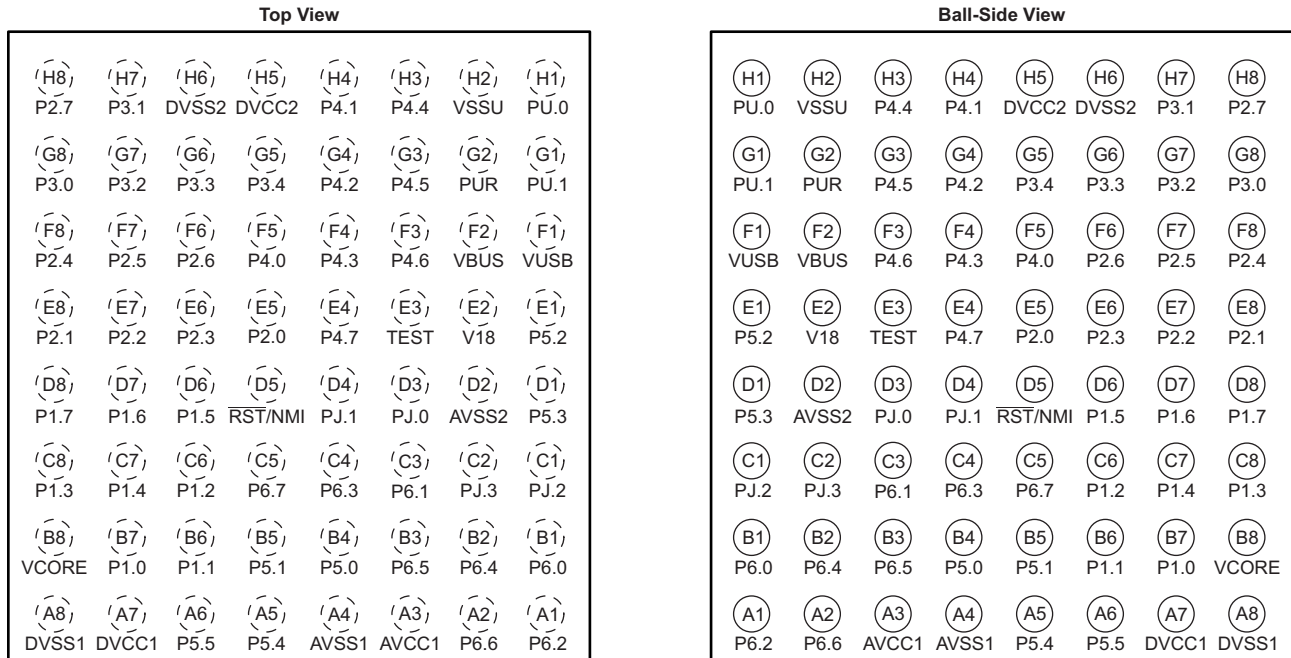 Top View
H8 H7 H6 H5 H4 H3 H2 H1
P2.7 P3.1 DVSS2 DVCC2 P4.1 P4.4 VSSU PU.0
G8 G7 G6 G5 G4 G3 G2 G1
P3.0 P3.2 P3.3 P3.4 P4.2 P4.5 PUR PU.1
F8 F7 F6 F5 F4 F3 F2 F1
P2.4 P2.5 P2.6 P4.0 P4.3 P4.6 VBUS VUSB
E8 E7 E6 E5 E4 E3 E2 E1
P2.1 P2.2 P2.3 P2.0 P4.7 TEST V18 P5.2
D8 D7 D6 D5 D4 D3 D2 D1
P1.7 P1.6 P1.5 RST/NMI PJ.1 PJ.0 AVSS2 P5.3
C8 C7 C6 C5 C4 C3 C2 C1
P1.3 P1.4 P1.2 P6.7 P6.3 P6.1 PJ.3 PJ.2
B8 B7 B6 B5 B4 B3 B2 B1
VCORE P1.0 P1.1 P5.1 P5.0 P6.5 P6.4 P6.0
A8 A7 A6 A5 A4 A3 A2 A1
DVSS1 DVCC1 P5.5 P5.4 AVSS1 AVCC1 P6.6 P6.2
Ball-Side View
H1 H2 H3 H4 H5 H6 H7 H8
PU.0 VSSU P4.4 P4.1 DVCC2 DVSS2 P3.1 P2.7
G1 G2 G3 G4 G5 G6 G7 G8
PU.1 PUR P4.5 P4.2 P3.4 P3.3 P3.2 P3.0
F1 F2 F3 F4 F5 F6 F7 F8
VUSB VBUS P4.6 P4.3 P4.0 P2.6 P2.5 P2.4
E1 E2 E3 E4 E5 E6 E7 E8
P5.2 V18 TEST P4.7 P2.0 P2.3 P2.2 P2.1
D1 D2 D3 D4 D5 D6 D7 D8
P5.3 AVSS2 PJ.0 PJ.1 RST/NMI P1.5 P1.6 P1.7
C1 C2 C3 C4 C5 C6 C7 C8
PJ.2 PJ.3 P6.1 P6.3 P6.7 P1.2 P1.4 P1.3
B1 B2 B3 B4 B5 B6 B7 B8
P6.0 P6.4 P6.5 P5.0 P5.1 P1.1 P1.0 VCORE
A1 A2 A3 A4 A5 A6 A7 A8
P6.2 P6.6 AVCC1 AVSS1 P5.4 P5.5 DVCC1 DVSS1